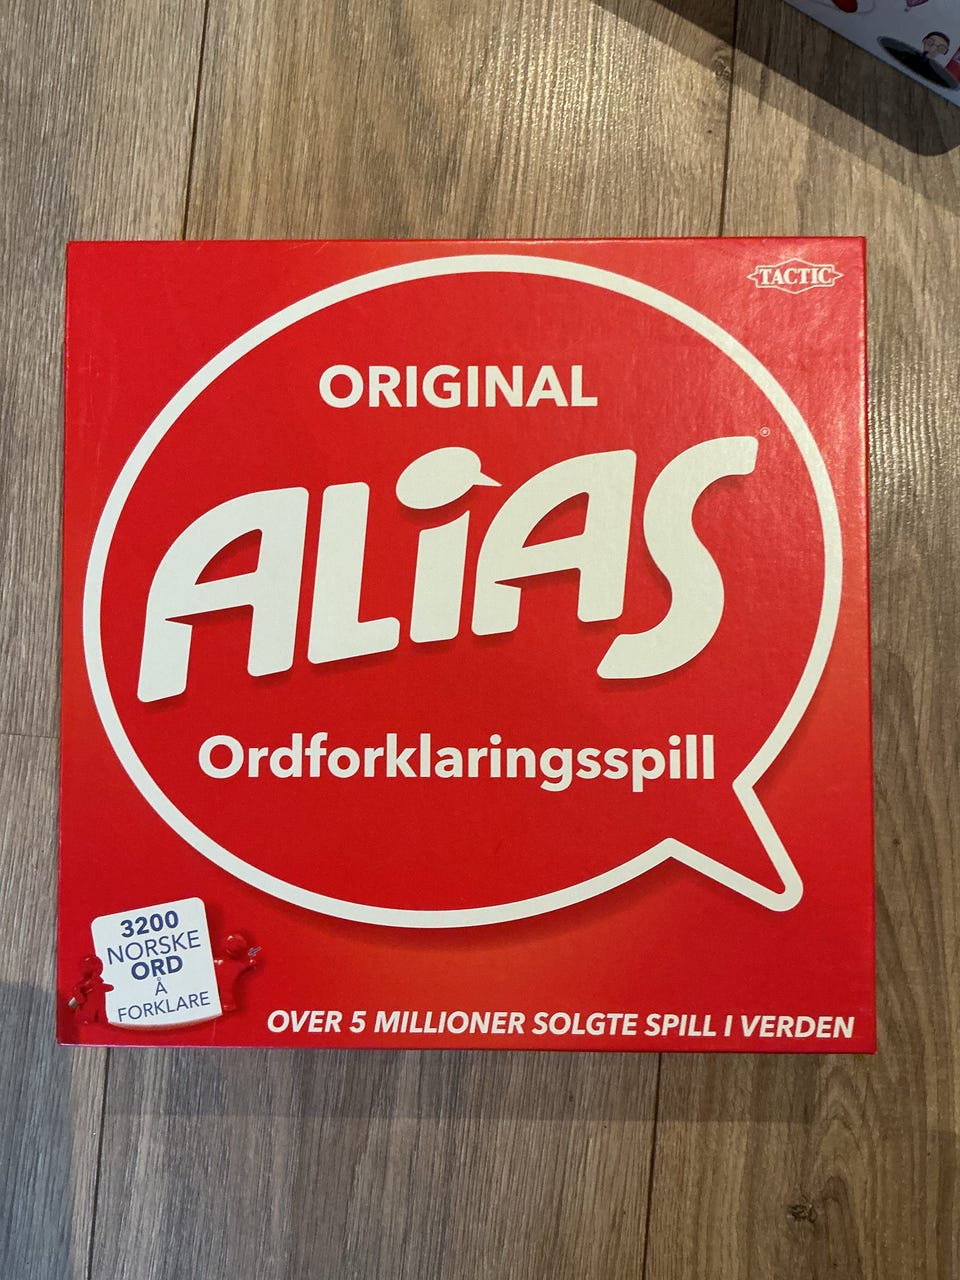 TACTIC
ORIGINAL
ALiAS®
Ordforklaringsspill
3200
NORSKE
ORD
Å
FORKLARE
OVER 5 MILLIONER SOLGTE SPILL I VERDEN